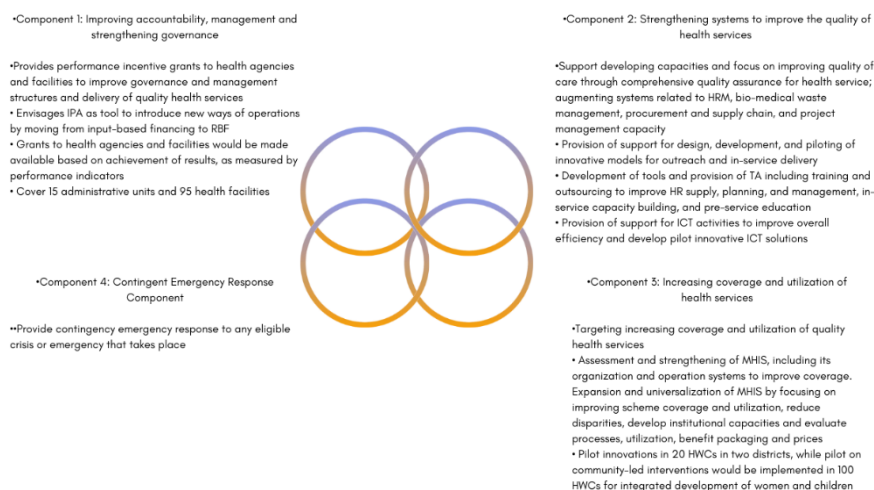 •Component 1: Improving accountability, management and
strengthening governance
•Provides performance incentive grants to health agencies
and facilities to improve governance and management
structures and delivery of quality health services
• Envisages IPA as tool to introduce new ways of operations
by moving from input-based financing to RBF
• Grants to health agencies and facilities would be made
available based on achievement of results, as measured by
performance indicators
• Cover 15 administrative units and 95 health facilities
•Component 2: Strengthening systems to improve the quality of
health services
•Support developing capacities and focus on improving quality of
care through comprehensive quality assurance for health service;
augmenting systems related to HRM, bio-medical waste
management, procurement and supply chain, and project
management capacity
• Provision of support for design, development, and piloting of
innovative models for outreach and in-service delivery
• Development of tools and provision of TA including training and
outsourcing to improve HR supply, planning, and management, in-
service capacity building, and pre-service education
• Provision of support for ICT activities to improve overall
efficiency and develop pilot innovative ICT solutions
•Component 4: Contingent Emergency Response
Component
••Provide contingency emergency response to any eligible
crisis or emergency that takes place
•Component 3: Increasing coverage and utilization of
health services
•Targeting increasing coverage and utilization of quality
health services
• Assessment and strengthening of MHIS, including its
organization and operation systems to improve coverage.
Expansion and universalization of MHIS by focusing on
improving scheme coverage and utilization, reduce
disparities, develop institutional capacities and evaluate
processes, utilization, benefit packaging and prices
• Pilot innovations in 20 HWCs in two districts, while pilot on
community-led interventions would be implemented in 100
HWCs for integrated development of women and children